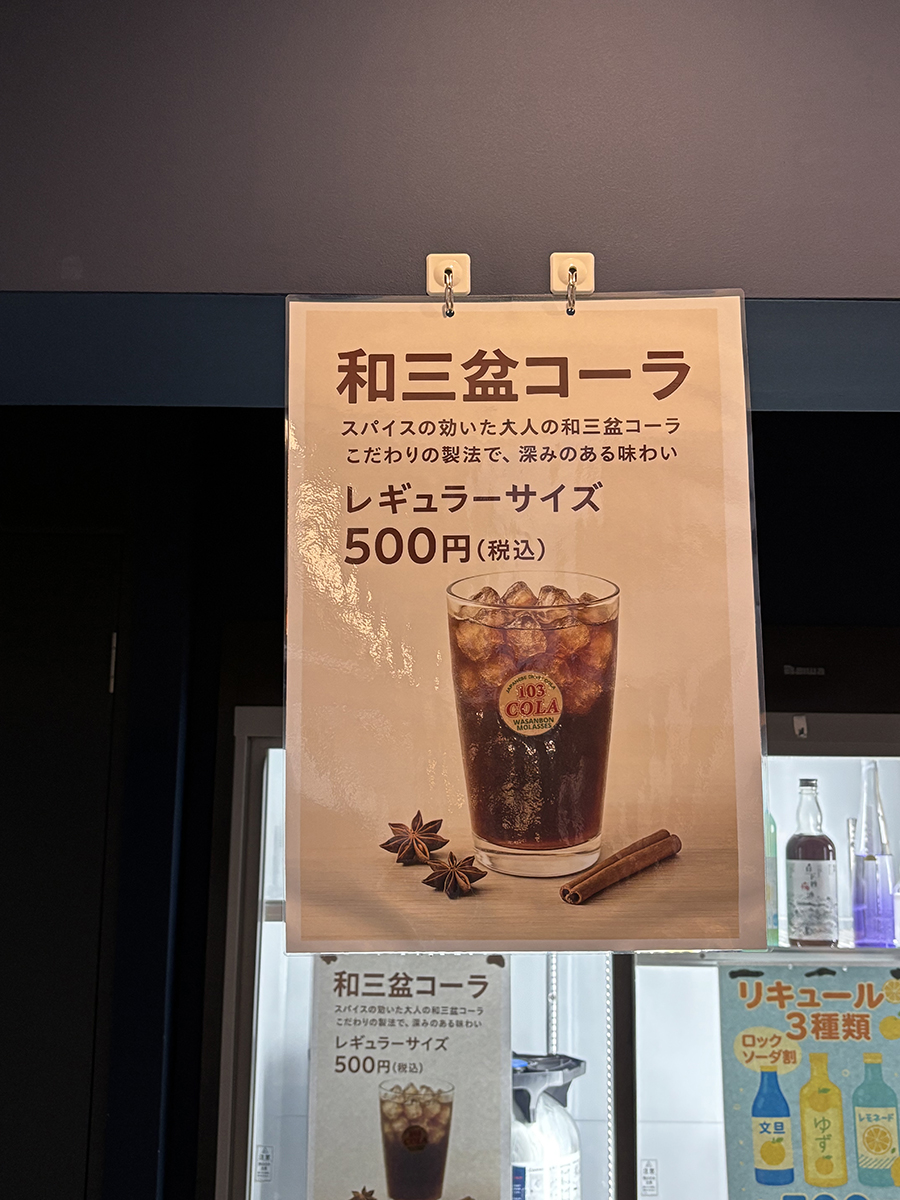 和三盆コーラ
スパイスの効いた大人の和三盆コーラ
こだわりの製法で、深みのある味わい
レギュラーサイズ
500円(税込)
103
COLA
WASANBON
MOLASSES
和三盆コーラ
スパイスの効いた大人の和三盆コーラ
こだわりの製法で、深みのある味わい
レギュラーサイズ
500円(税込)
リキュール
3種類
ロック
ソーダ割
文旦
ゆず
レモネード